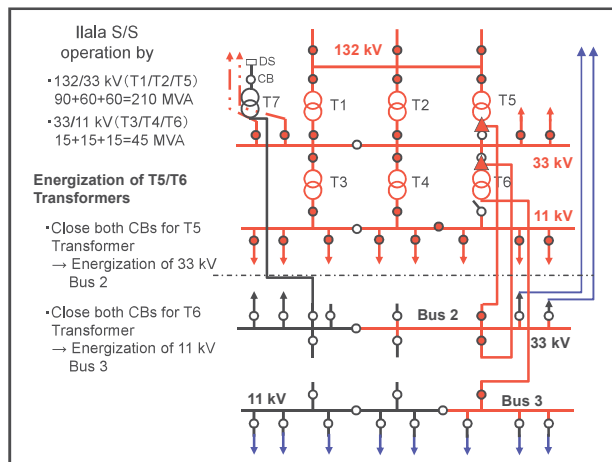 Ilala S/S
operation by
・132/33 kV(T1/T2/T5)
90+60+60=210 MVA
・33/11 kV(T3/T4/T6)
15+15+15=45 MVA
Energization of T5/T6
Transformers
・Close both CBs for T5
Transformer
→ Energization of 33 kV
Bus 2
・Close both CBs for T6
Transformer
→ Energization of 11 kV
Bus 3
132 kV
DS
CB
T7
T1
T2
T5
33 kV
T3
T4
T6
11 kV
Bus 2
33 kV
11 kV
Bus 3